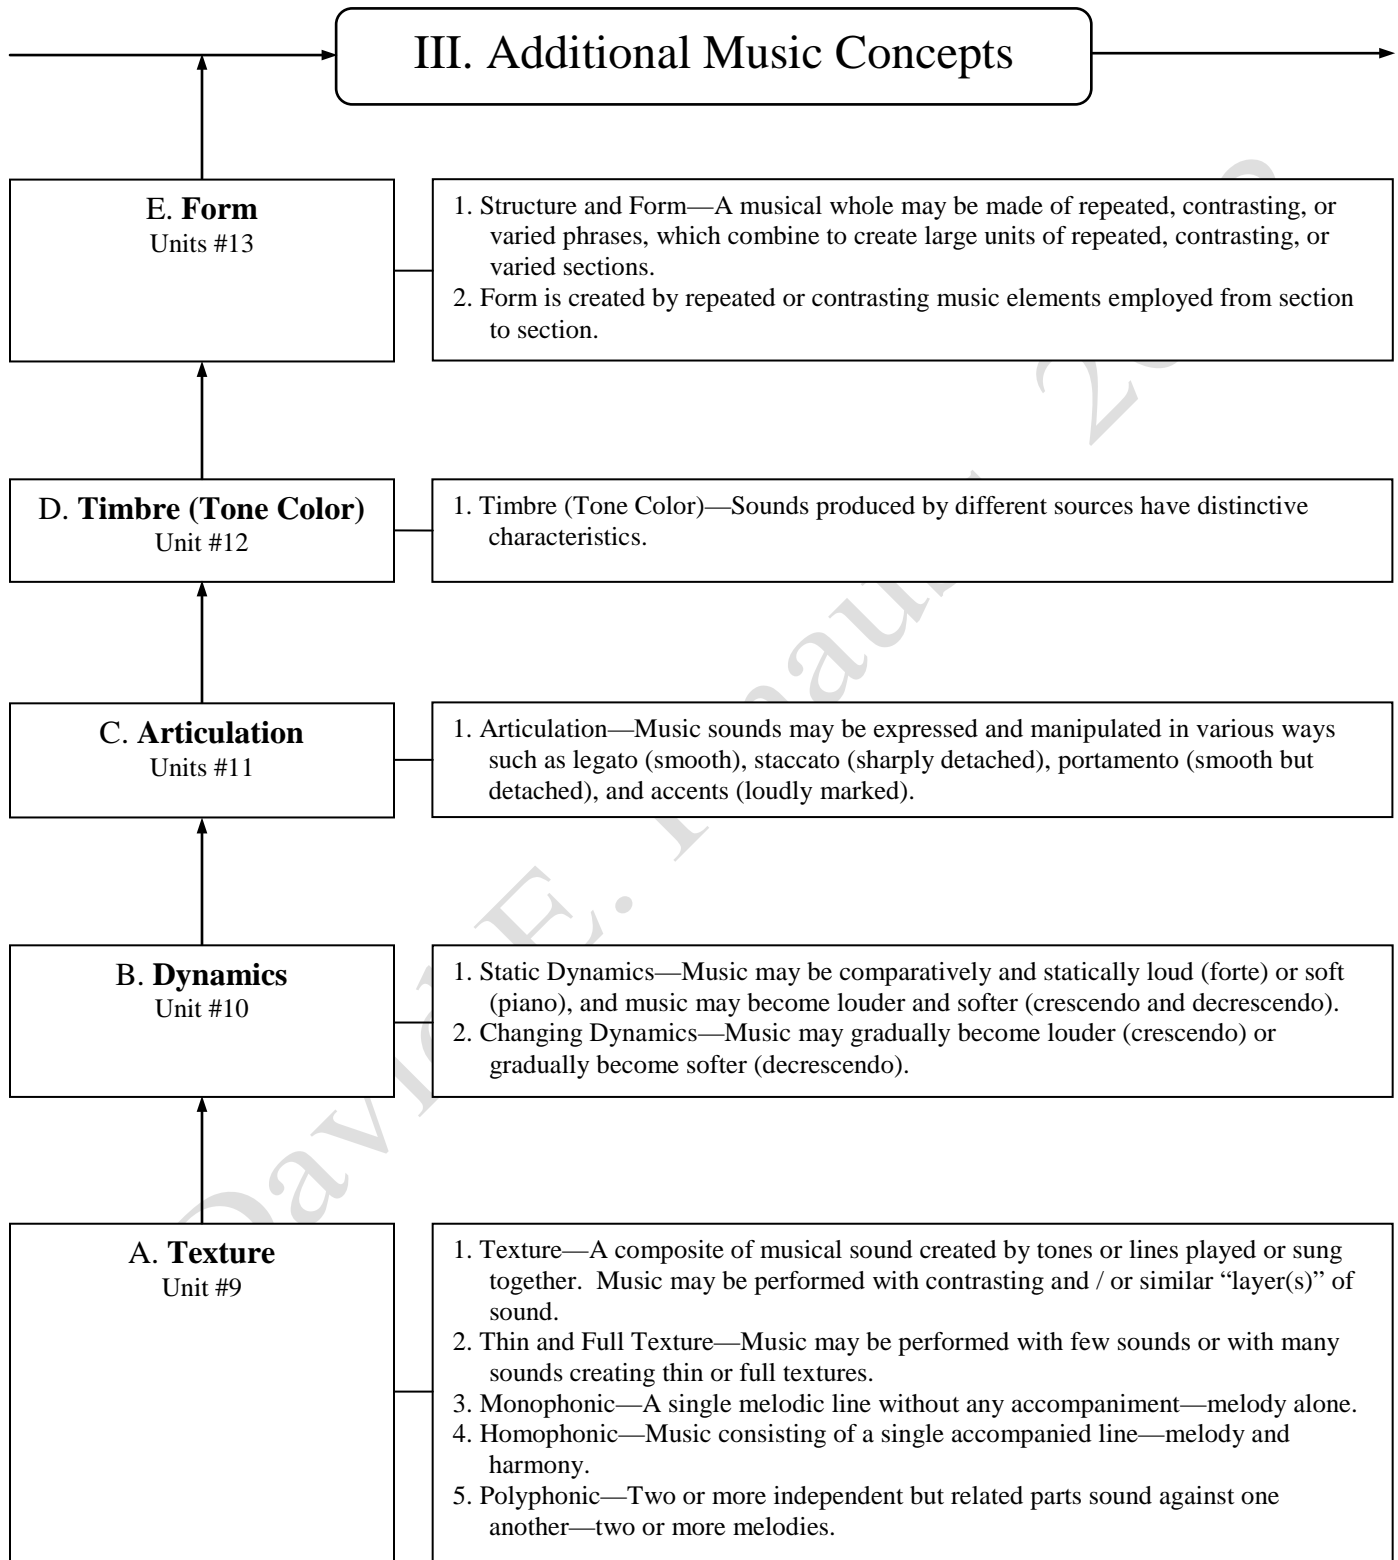 III. Additional Music Concepts
E. Form
Units #13
1. Structure and Form—A musical whole may be made of repeated, contrasting, or
varied phrases, which combine to create large units of repeated, contrasting, or
varied sections.
2. Form is created by repeated or contrasting music elements employed from section
to section.
D. Timbre (Tone Color)
Unit #12
1. Timbre (Tone Color)—Sounds produced by different sources have distinctive
characteristics.
C. Articulation
Units #11
1. Articulation—Music sounds may be expressed and manipulated in various ways
such as legato (smooth), staccato (sharply detached), portamento (smooth but
detached), and accents (loudly marked).
B. Dynamics
Unit #10
1. Static Dynamics—Music may be comparatively and statically loud (forte) or soft
(piano), and music may become louder and softer (crescendo and decrescendo).
2. Changing Dynamics—Music may gradually become louder (crescendo) or
gradually become softer (decrescendo).
A. Texture
Unit #9
1. Texture—A composite of musical sound created by tones or lines played or sung
together.  Music may be performed with contrasting and / or similar “layer(s)” of
sound.
2. Thin and Full Texture—Music may be performed with few sounds or with many
sounds creating thin or full textures.
3. Monophonic—A single melodic line without any accompaniment—melody alone.
4. Homophonic—Music consisting of a single accompanied line—melody and
harmony.
5. Polyphonic—Two or more independent but related parts sound against one
another—two or more melodies.
David E.